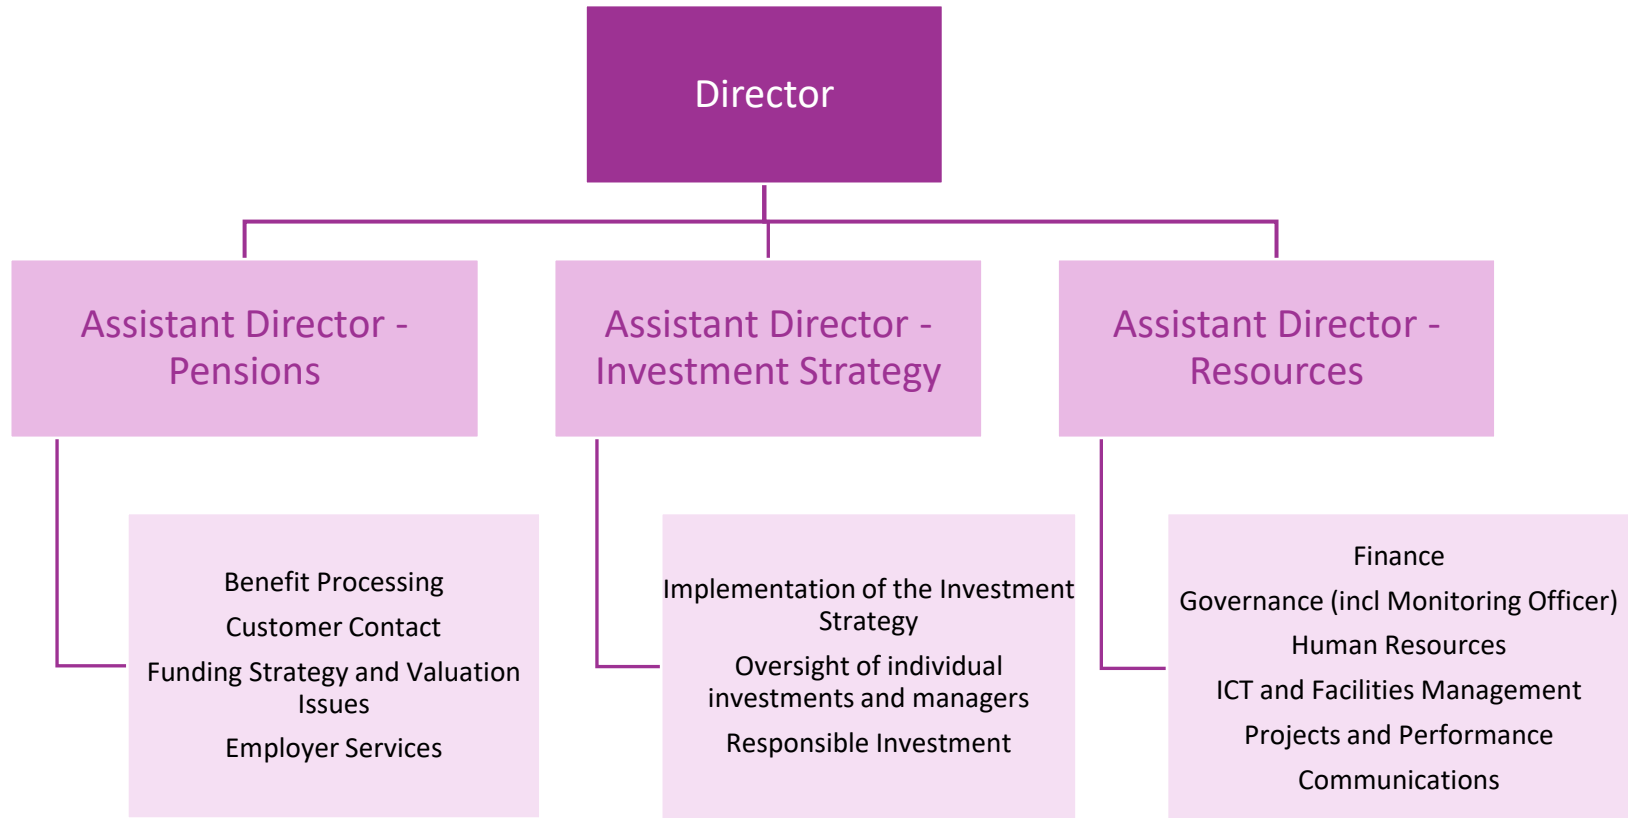 Director
Assistant Director -
Pensions
Assistant Director -
Investment Strategy
Assistant Director -
Resources
Benefit Processing
Customer Contact
Funding Strategy and Valuation
Issues
Employer Services
Implementation of the Investment
Strategy
Oversight of individual
investments and managers
Responsible Investment
Finance
Governance (incl Monitoring Officer)
Human Resources
ICT and Facilities Management
Projects and Performance
Communications